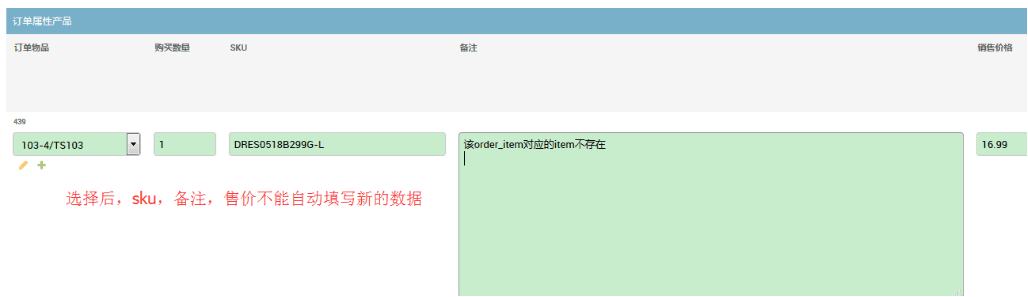 订单属性产品
订单物品 购买数量 SKU 备注 销售价格
439
103-4/TS103 1 DRES0518B299G-L 该order_item对应的item不存在 16.99
选择后，sku，备注，售价不能自动填写新的数据